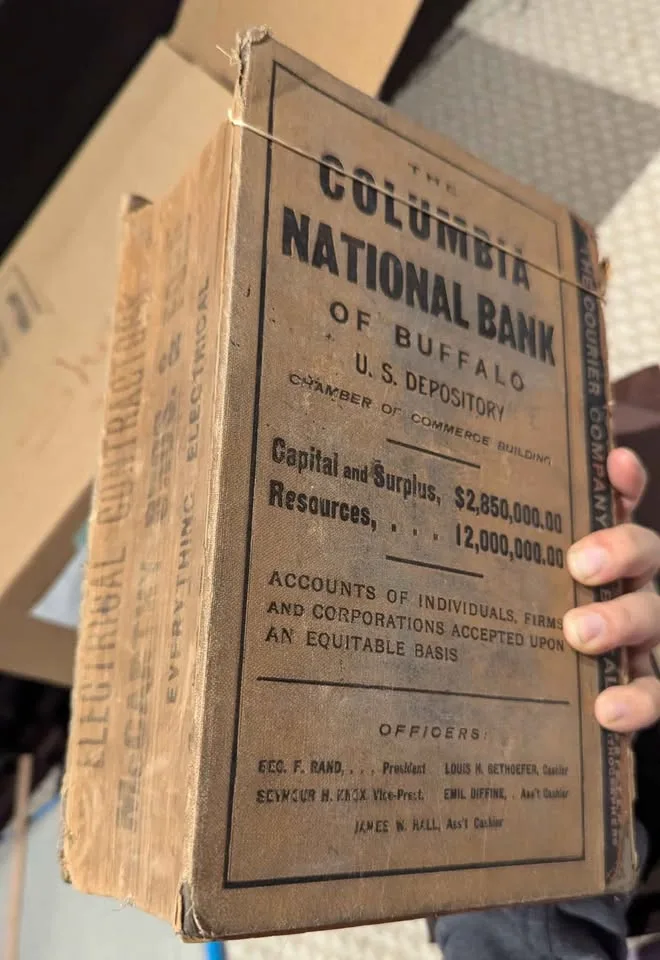 THE
COLUMBIA
NATIONAL BANK
OF BUFFALO
U. S. DEPOSITORY
CHAMBER OF COMMERCE BUILDING
Capital and Surplus, $2,850,000.00
Resources, . . . 12,000,000.00
ACCOUNTS OF INDIVIDUALS, FIRMS
AND CORPORATIONS ACCEPTED UPON
AN EQUITABLE BASIS
OFFICERS:
GEO. F. RAND, . . . President LOUIS H. GETHOEFER, Cashier
SEYMOUR H. KNOX Vice-Prest. EMIL DIFFINE, . Ass't Cashier
JAMES W. HALL, Ass't Cashier
THE COURIER COMPANY
ELECTRICAL CONTRACTORS
McCARTHY
EVERYTHING ELECTRICAL